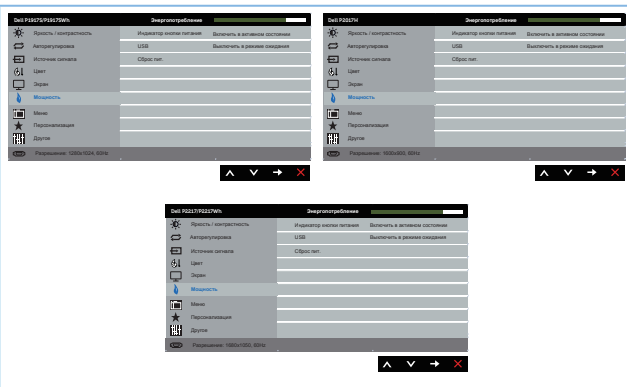 Dell P1917S/P1917SWh Энергопотребление
Яркость / контрастность Индикатор кнопки питания Включить в активном состоянии
Авторегулировка USB Выключить в режиме ожидания
Источник сигнала Сброс пит.
Цвет
Экран
Мощность
Меню
Персонализация
Другое
Разрешение: 1280x1024, 60Hz
Dell P2017H Энергопотребление
Яркость / контрастность Индикатор кнопки питания Включить в активном состоянии
Авторегулировка USB Выключить в режиме ожидания
Источник сигнала Сброс пит.
Цвет
Экран
Мощность
Меню
Персонализация
Другое
Разрешение: 1600x900, 60Hz
Dell P2217/P2217Wh Энергопотребление
Яркость / контрастность Индикатор кнопки питания Включить в активном состоянии
Авторегулировка USB Выключить в режиме ожидания
Источник сигнала Сброс пит.
Цвет
Экран
Мощность
Меню
Персонализация
Другое
Разрешение: 1680x1050, 60Hz